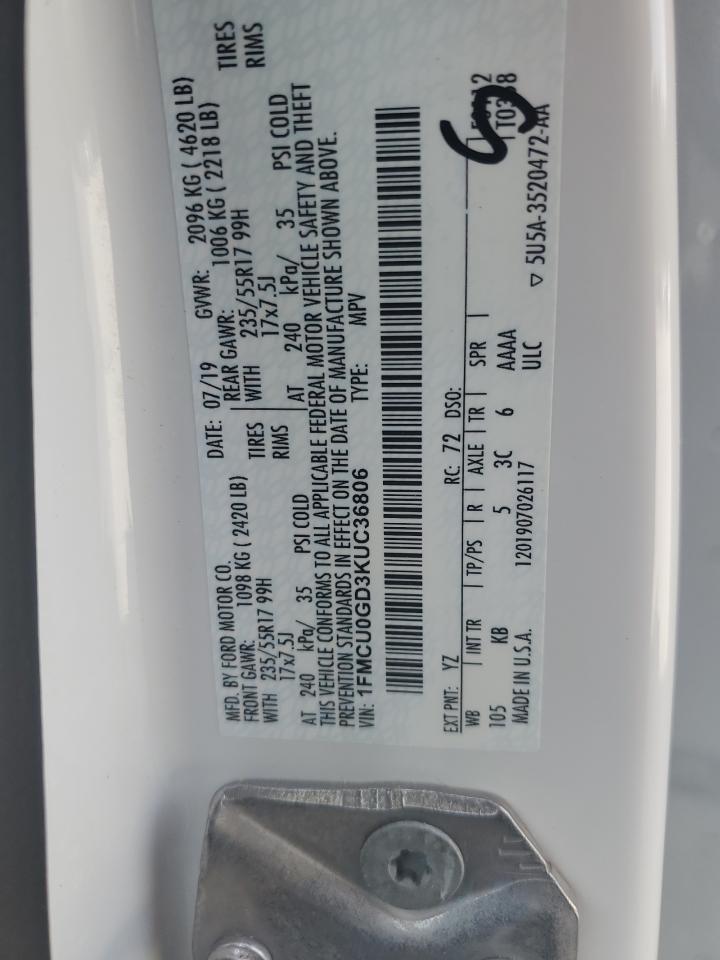 MFD. BY FORD MOTOR CO.
DATE: 07/19 GVWR: 2096 KG ( 4620 LB)
FRONT GAWR: 1098 KG ( 2420 LB) REAR GAWR: 1006 KG ( 2218 LB)
WITH 235/55R17 99H TIRES WITH 235/55R17 99H TIRES
17x7.5J RIMS 17x7.5J RIMS
AT 240 kPa/ 35 PSI COLD AT 240 kPa/ 35 PSI COLD
THIS VEHICLE CONFORMS TO ALL APPLICABLE FEDERAL MOTOR VEHICLE SAFETY AND THEFT
PREVENTION STANDARDS IN EFFECT ON THE DATE OF MANUFACTURE SHOWN ABOVE.
VIN: 1FMCU0GD3KUC36806 TYPE: MPV
EXT PNT: YZ RC: 72 DSO:
WB INT TR TP/PS R AXLE TR SPR
105 KB 5 3C 6 AAAA
MADE IN U.S.A. 1201907026117 ULC
5U5A-3520472-AA